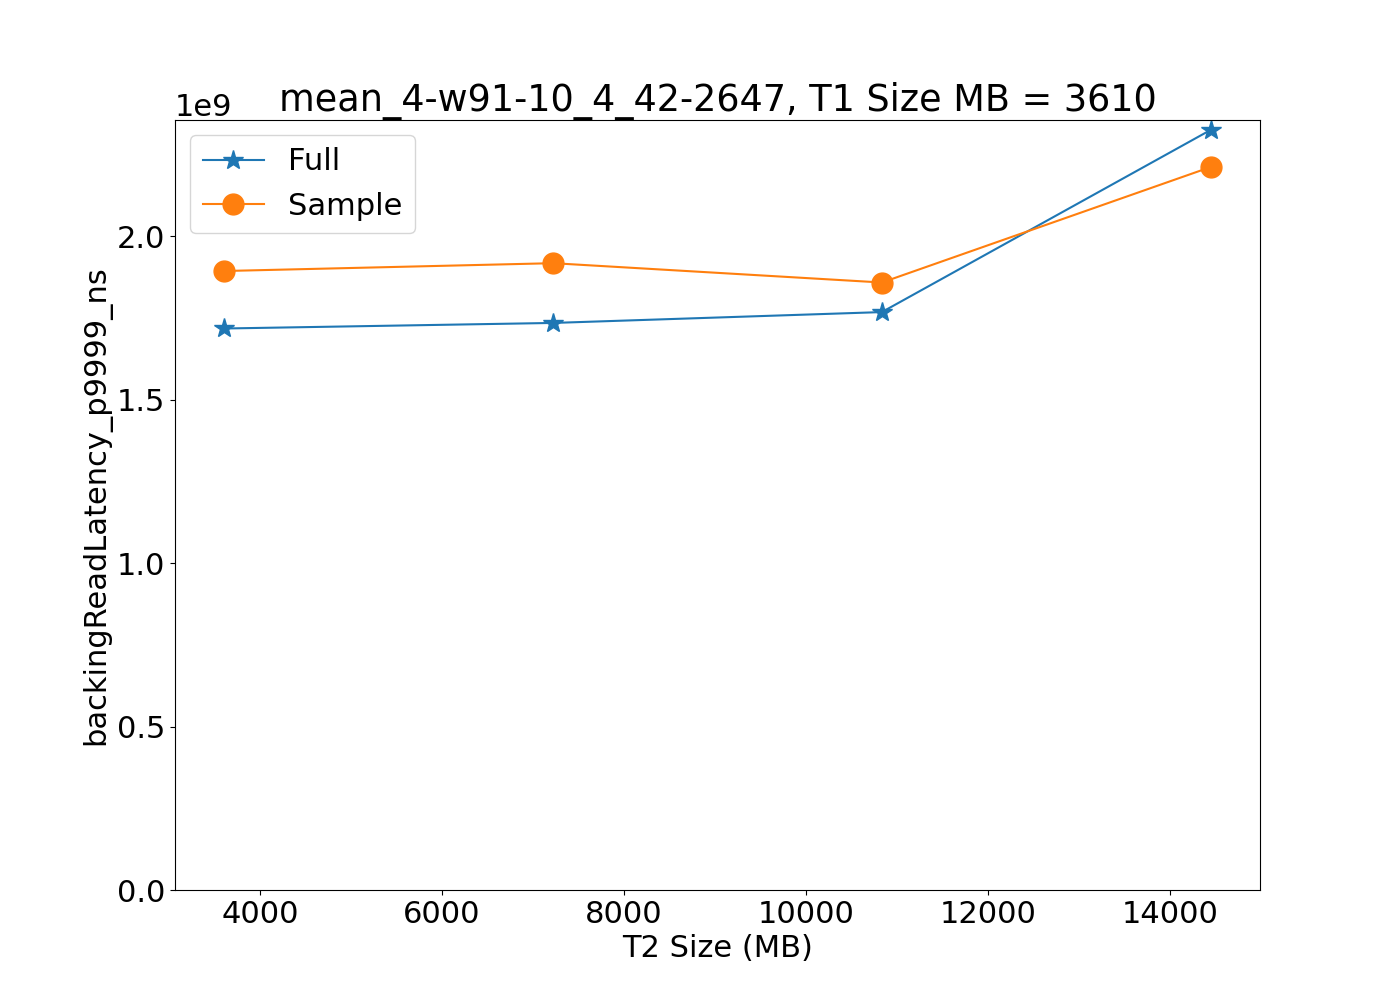 mean_4-w91-10_4_42-2647, T1 Size MB = 3610
1e9
Full
Sample
2.0
1.5
1.0
0.5
0.0
backingReadLatency_p9999_ns
4000 6000 8000 10000 12000 14000
T2 Size (MB)